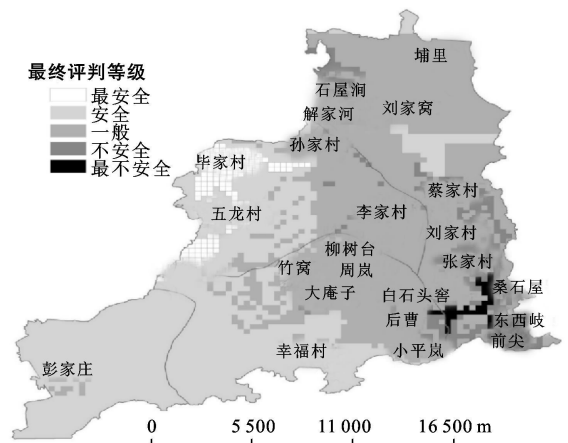 最终评判等级
最安全
安全
一般
不安全
最不安全
埔里
石屋涧
解家河
刘家窝
孙家村
毕家村
蔡家村
五龙村
李家村
刘家村
柳树台
张家村
竹窝
周岚
大庵子
白石头窖
桑石屋
后曹
东西岐
前尖
幸福村
小平岚
彭家庄
0 5 500 11 000 16 500 m